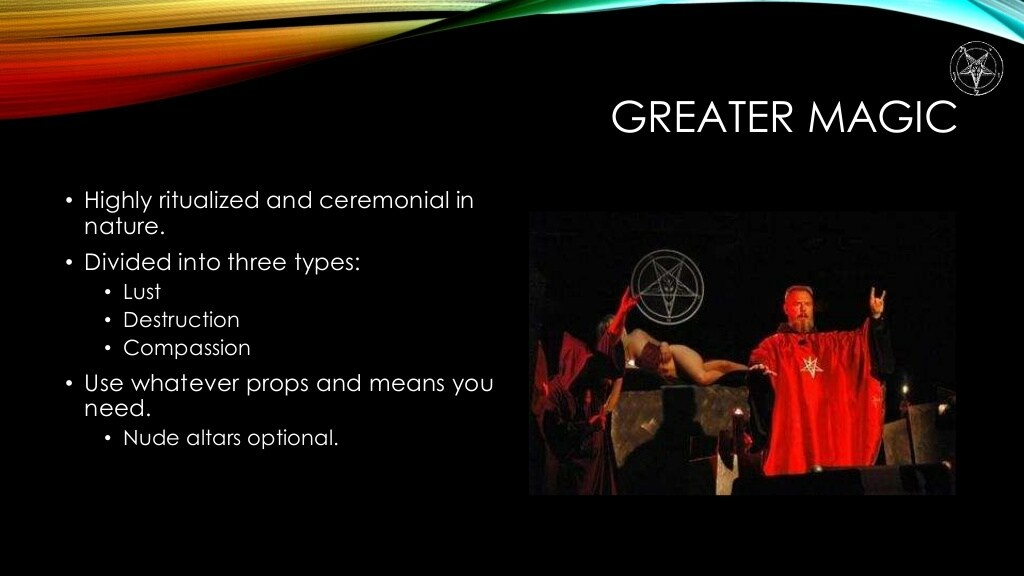 GREATER MAGIC
• Highly ritualized and ceremonial in
nature.
• Divided into three types:
• Lust
• Destruction
• Compassion
• Use whatever props and means you
need.
• Nude altars optional.